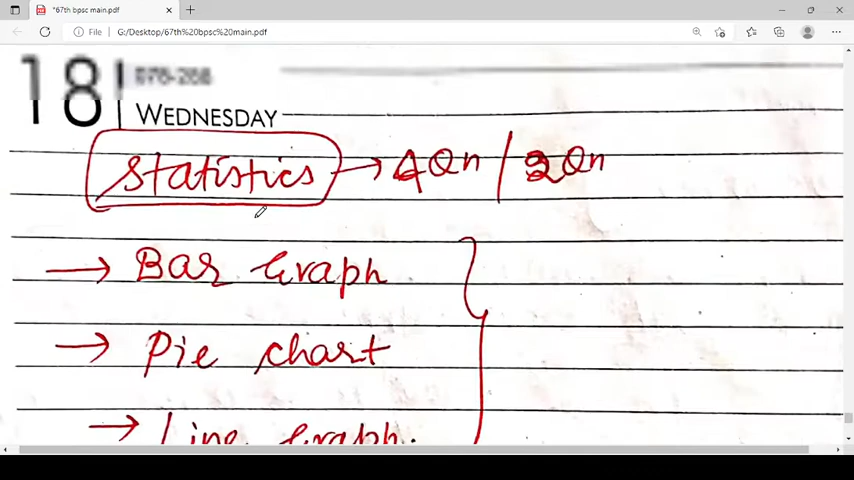 *67th bpsc main.pdf
File
G:/Desktop/67th%20bpsc%20main.pdf
18
WEDNESDAY
Statistics → 4Qn / 3Qn
→ Bar Graph
→ Pie chart
→ Line Graph.